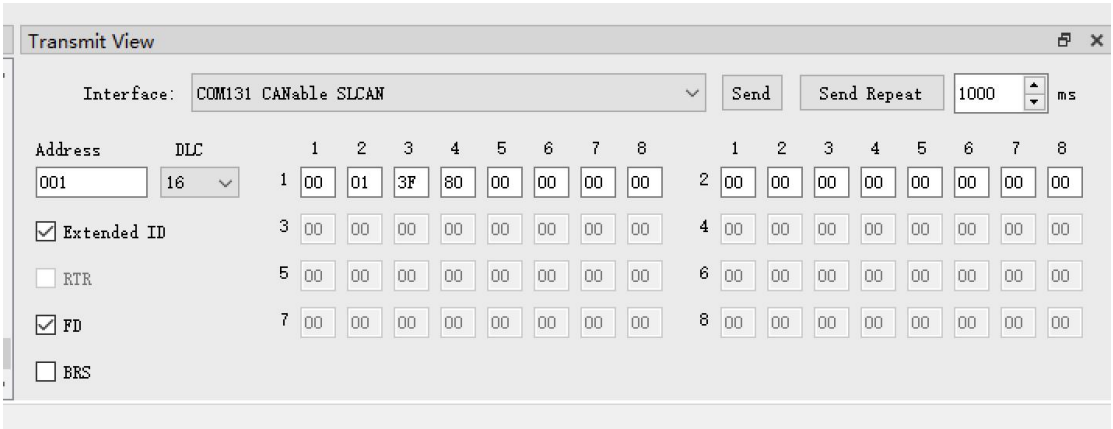 Transmit View
Interface: COM131 CANable SLCAN Send Send Repeat 1000 ms
Address DLC 1 2 3 4 5 6 7 8 1 2 3 4 5 6 7 8
001 16 1 00 01 3F 80 00 00 00 00 2 00 00 00 00 00 00 00 00
Extended ID 3 00 00 00 00 00 00 00 00 4 00 00 00 00 00 00 00 00
RTR 5 00 00 00 00 00 00 00 00 6 00 00 00 00 00 00 00 00
FD 7 00 00 00 00 00 00 00 00 8 00 00 00 00 00 00 00 00
BRS